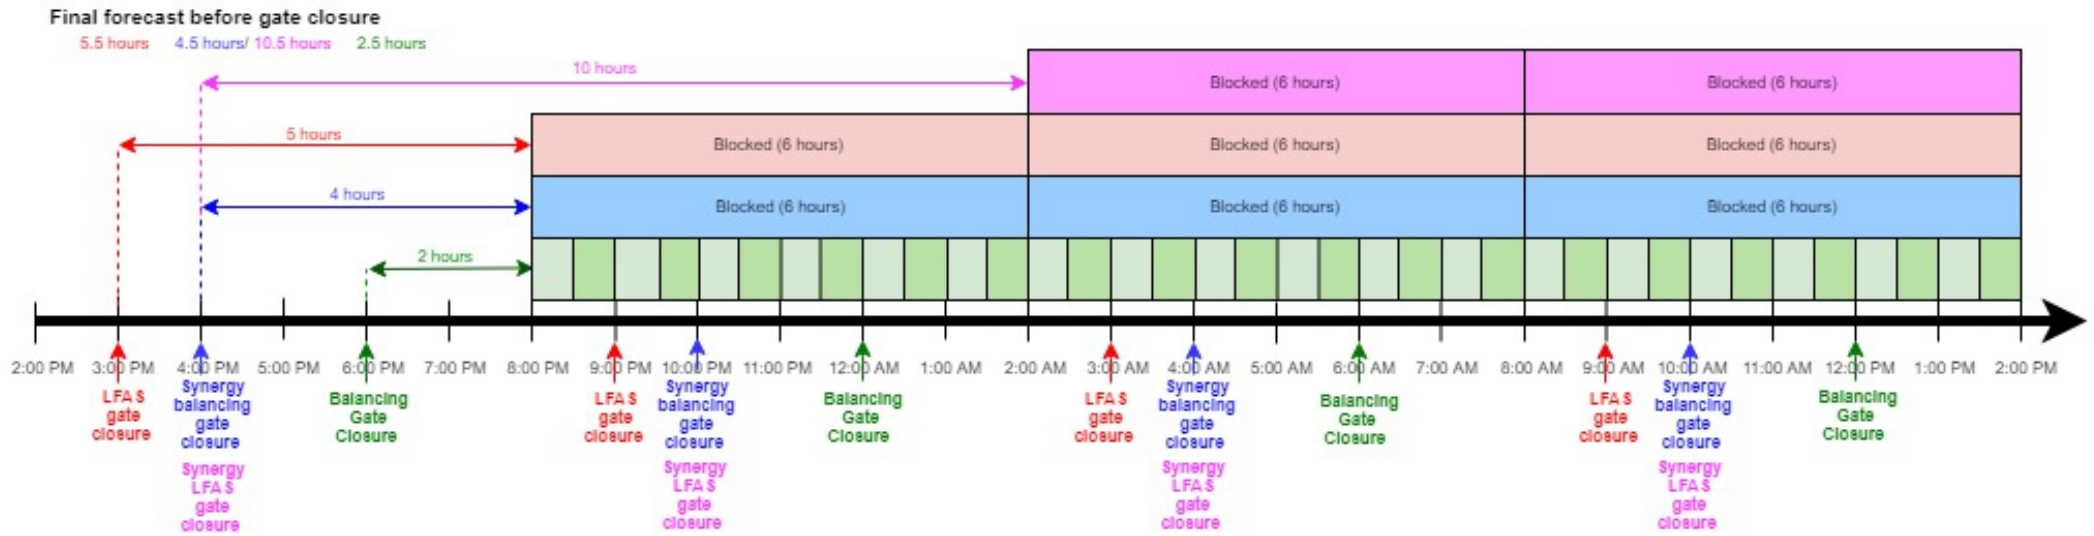 Final forecast before gate closure
5.5 hours 4.5 hours/ 10.5 hours 2.5 hours
10 hours
Blocked (6 hours) Blocked (6 hours)
5 hours
Blocked (6 hours) Blocked (6 hours) Blocked (6 hours)
4 hours
Blocked (6 hours) Blocked (6 hours) Blocked (6 hours)
2 hours
2:00 PM 3:00 PM 4:00 PM 5:00 PM 6:00 PM 7:00 PM 8:00 PM 9:00 PM 10:00 PM 11:00 PM 12:00 AM 1:00 AM 2:00 AM 3:00 AM 4:00 AM 5:00 AM 6:00 AM 7:00 AM 8:00 AM 9:00 AM 10:00 AM 11:00 AM 12:00 PM 1:00 PM 2:00 PM
LFAS
gate
closure
Synergy
balancing
gate
closure
Synergy
LFAS
gate
closure
Balancing
Gate
Closure
LFAS
gate
closure
Synergy
balancing
gate
closure
Synergy
LFAS
gate
closure
Balancing
Gate
Closure
LFAS
gate
closure
Synergy
balancing
gate
closure
Synergy
LFAS
gate
closure
Balancing
Gate
Closure
LFAS
gate
closure
Synergy
balancing
gate
closure
Synergy
LFAS
gate
closure
Balancing
Gate
Closure